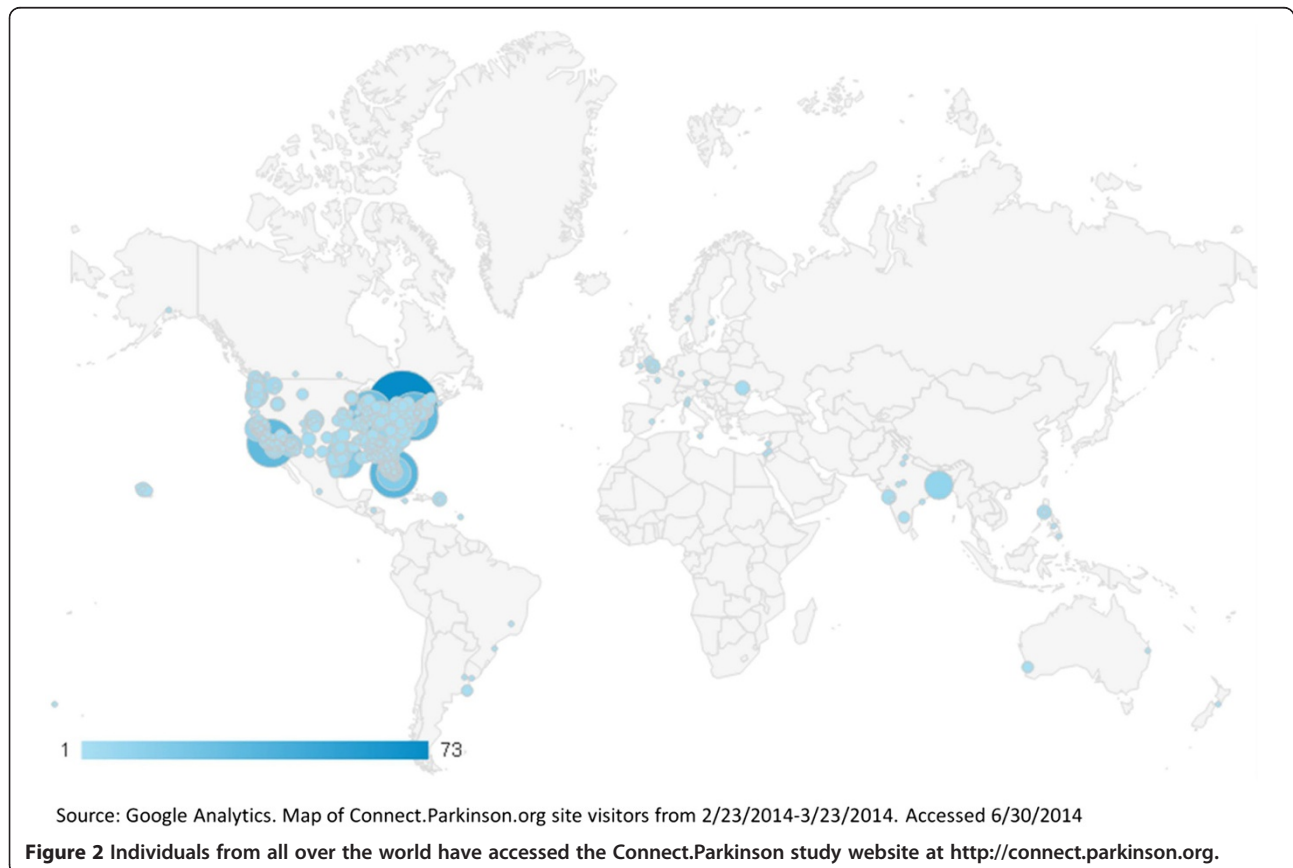 1 73
Source: Google Analytics. Map of Connect.Parkinson.org site visitors from 2/23/2014-3/23/2014. Accessed 6/30/2014
Figure 2 Individuals from all over the world have accessed the Connect.Parkinson study website at http://connect.parkinson.org.